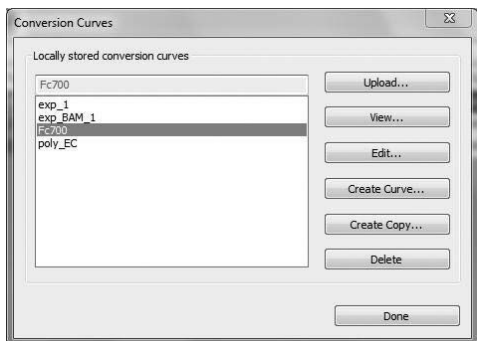 Conversion Curves
Locally stored conversion curves
Fc700
exp_1
exp_BAM_1
Fc700
poly_EC
Upload...
View...
Edit...
Create Curve...
Create Copy...
Delete
Done